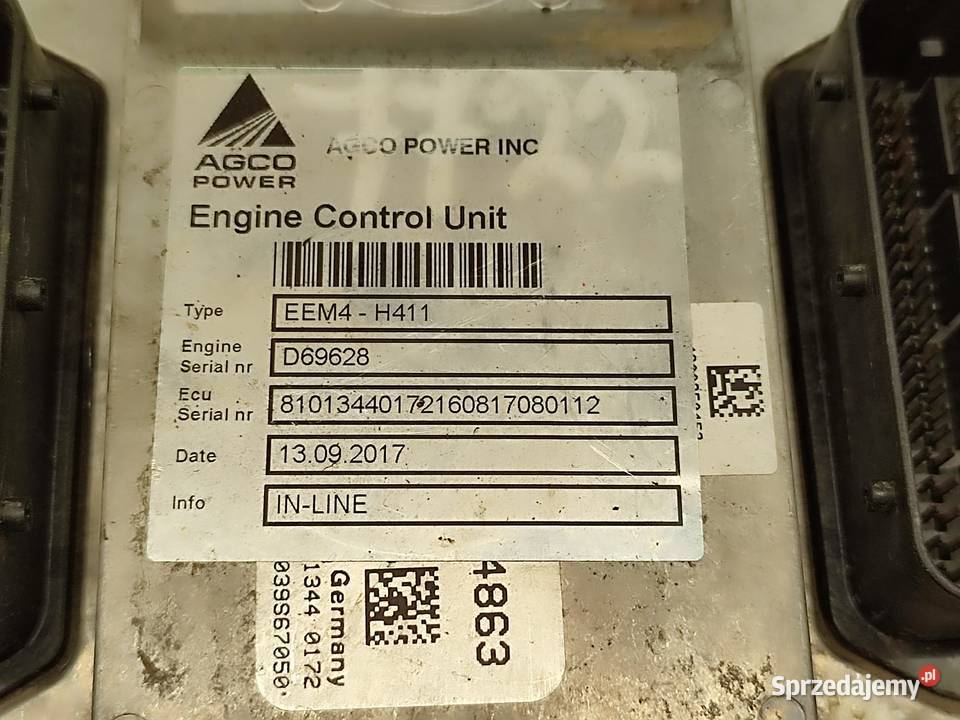 7722
AGCO
POWER
AGCO POWER INC
Engine Control Unit
Type
EEM4 - H411
Engine
Serial nr
D69628
Ecu
Serial nr
81013440172160817080112
Date
13.09.2017
Info
IN-LINE
4863
Germany
1344 0172
039S67050
Sprzedajemy.pl